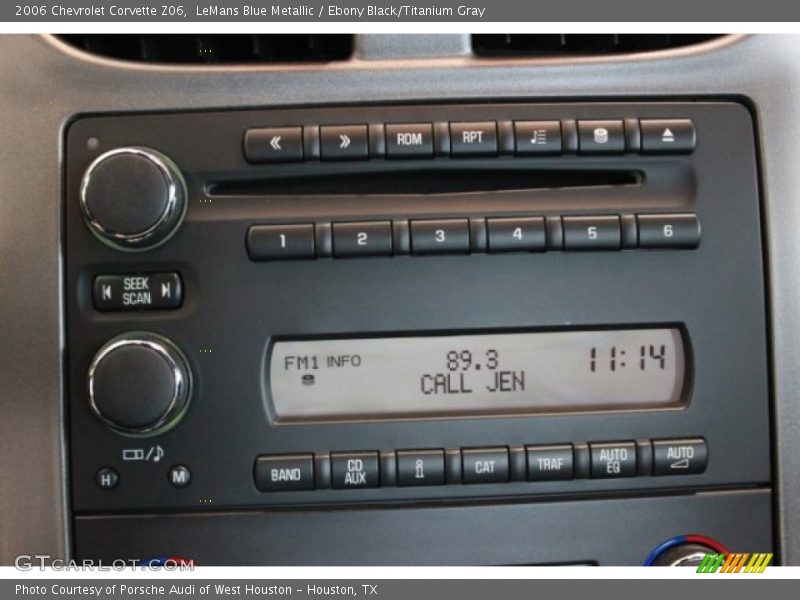 2006 Chevrolet Corvette Z06, LeMans Blue Metallic / Ebony Black/Titanium Gray
RDM RPT
1 2 3 4 5 6
SEEK
SCAN
FM1 INFO 89.3 11:14
CALL JEN
BAND CD AUX i CAT TRAF AUTO EQ AUTO
H M
GTcarlot.com
Photo Courtesy of Porsche Audi of West Houston – Houston, TX